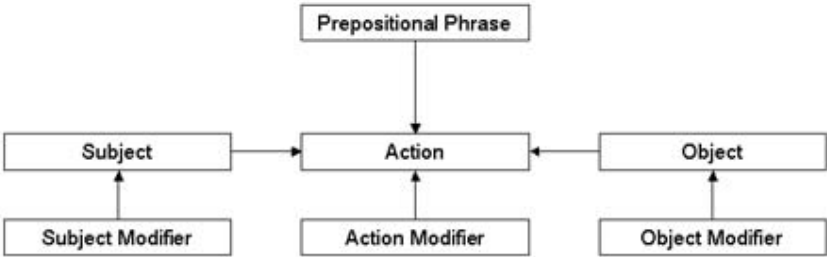 Prepositional Phrase
Subject
Action
Object
Subject Modifier
Action Modifier
Object Modifier